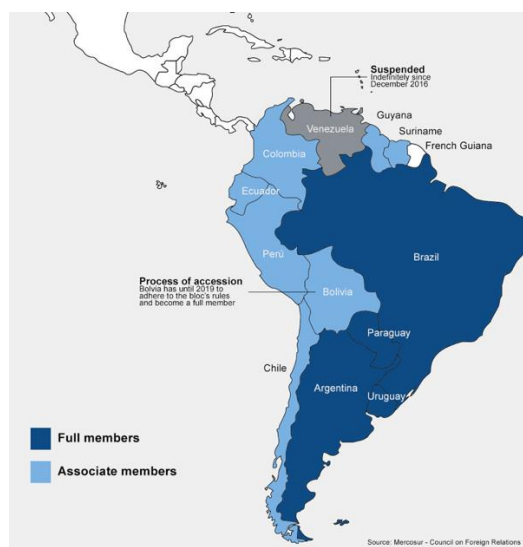 Suspended
Indefinitely since
December 2016
Guyana
Venezuela
Suriname
French Guiana
Colombia
Ecuador
Perú
Brazil
Process of accession
Bolivia has until 2019 to
adhere to the bloc's rules
and become a full member
Bolivia
Paraguay
Chile
Argentina
Uruguay
Full members
Associate members
Source: Mercosur - Council on Foreign Relations